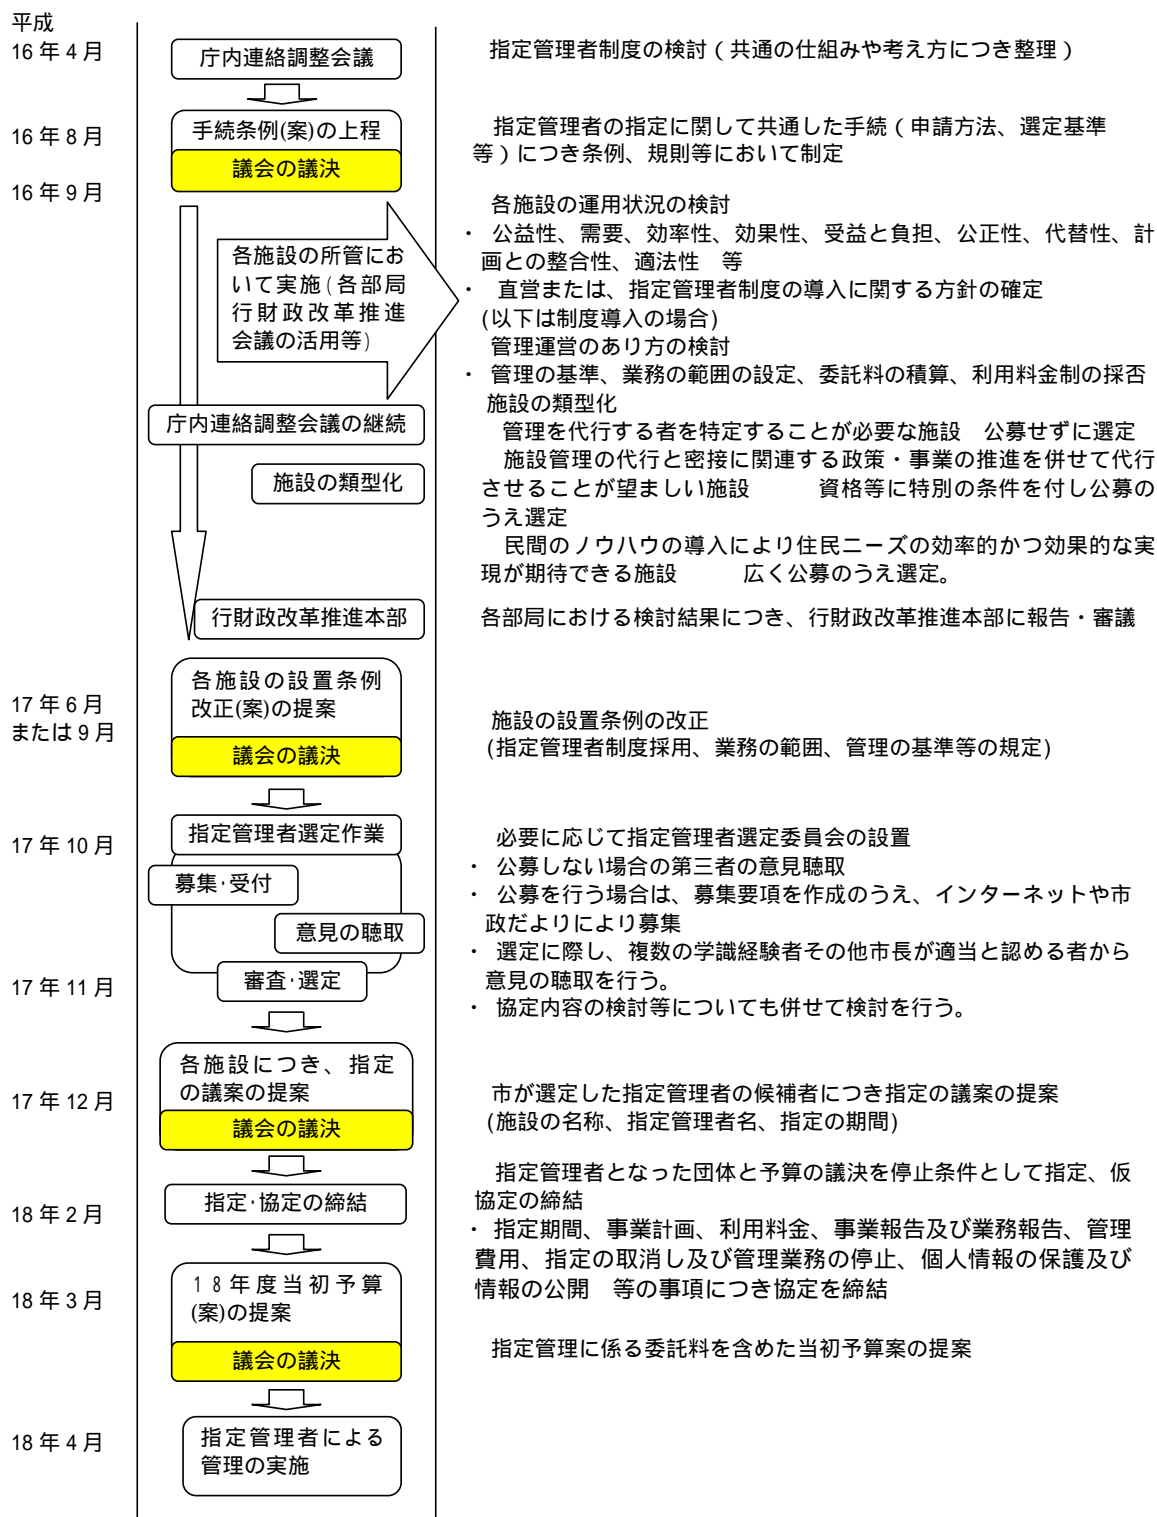 平成
16年4月
庁内連絡調整会議
指定管理者制度の検討（共通の仕組みや考え方につき整理）
16年8月
手続条例(案)の上程
議会の議決
指定管理者の指定に関して共通した手続（申請方法、選定基準
等）につき条例、規則等において制定
16年9月
各施設の所管にお
いて実施(各部局
行財政改革推進
会議の活用等)
各施設の運用状況の検討
・ 公益性、需要、効率性、効果性、受益と負担、公正性、代替性、計
画との整合性、適法性　等
・ 直営または、指定管理者制度の導入に関する方針の確定
(以下は制度導入の場合)
管理運営のあり方の検討
・ 管理の基準、業務の範囲の設定、委託料の積算、利用料金制の採否
施設の類型化
管理を代行する者を特定することが必要な施設　公募せずに選定
施設管理の代行と密接に関連する政策・事業の推進を併せて代行
させることが望ましい施設　　　資格等に特別の条件を付し公募の
うえ選定
民間のノウハウの導入により住民ニーズの効率的かつ効果的な実
現が期待できる施設　　　広く公募のうえ選定。
庁内連絡調整会議の継続
施設の類型化
行財政改革推進本部
各部局における検討結果につき、行財政改革推進本部に報告・審議
17年6月
または9月
各施設の設置条例
改正(案)の提案
議会の議決
施設の設置条例の改正
(指定管理者制度採用、業務の範囲、管理の基準等の規定)
17年10月
指定管理者選定作業
募集・受付
意見の聴取
審査・選定
必要に応じて指定管理者選定委員会の設置
・ 公募しない場合の第三者の意見聴取
・ 公募を行う場合は、募集要項を作成のうえ、インターネットや市
政だよりにより募集
・ 選定に際し、複数の学識経験者その他市長が適当と認める者から
意見の聴取を行う。
・ 協定内容の検討等についても併せて検討を行う。
17年11月
17年12月
各施設につき、指定
の議案の提案
議会の議決
市が選定した指定管理者の候補者につき指定の議案の提案
(施設の名称、指定管理者名、指定の期間)
18年2月
指定・協定の締結
指定管理者となった団体と予算の議決を停止条件として指定、仮
協定の締結
・ 指定期間、事業計画、利用料金、事業報告及び業務報告、管理
費用、指定の取消し及び管理業務の停止、個人情報の保護及び
情報の公開　等の事項につき協定を締結
18年3月
18年度当初予算
(案)の提案
議会の議決
指定管理に係る委託料を含めた当初予算案の提案
18年4月
指定管理者による
管理の実施